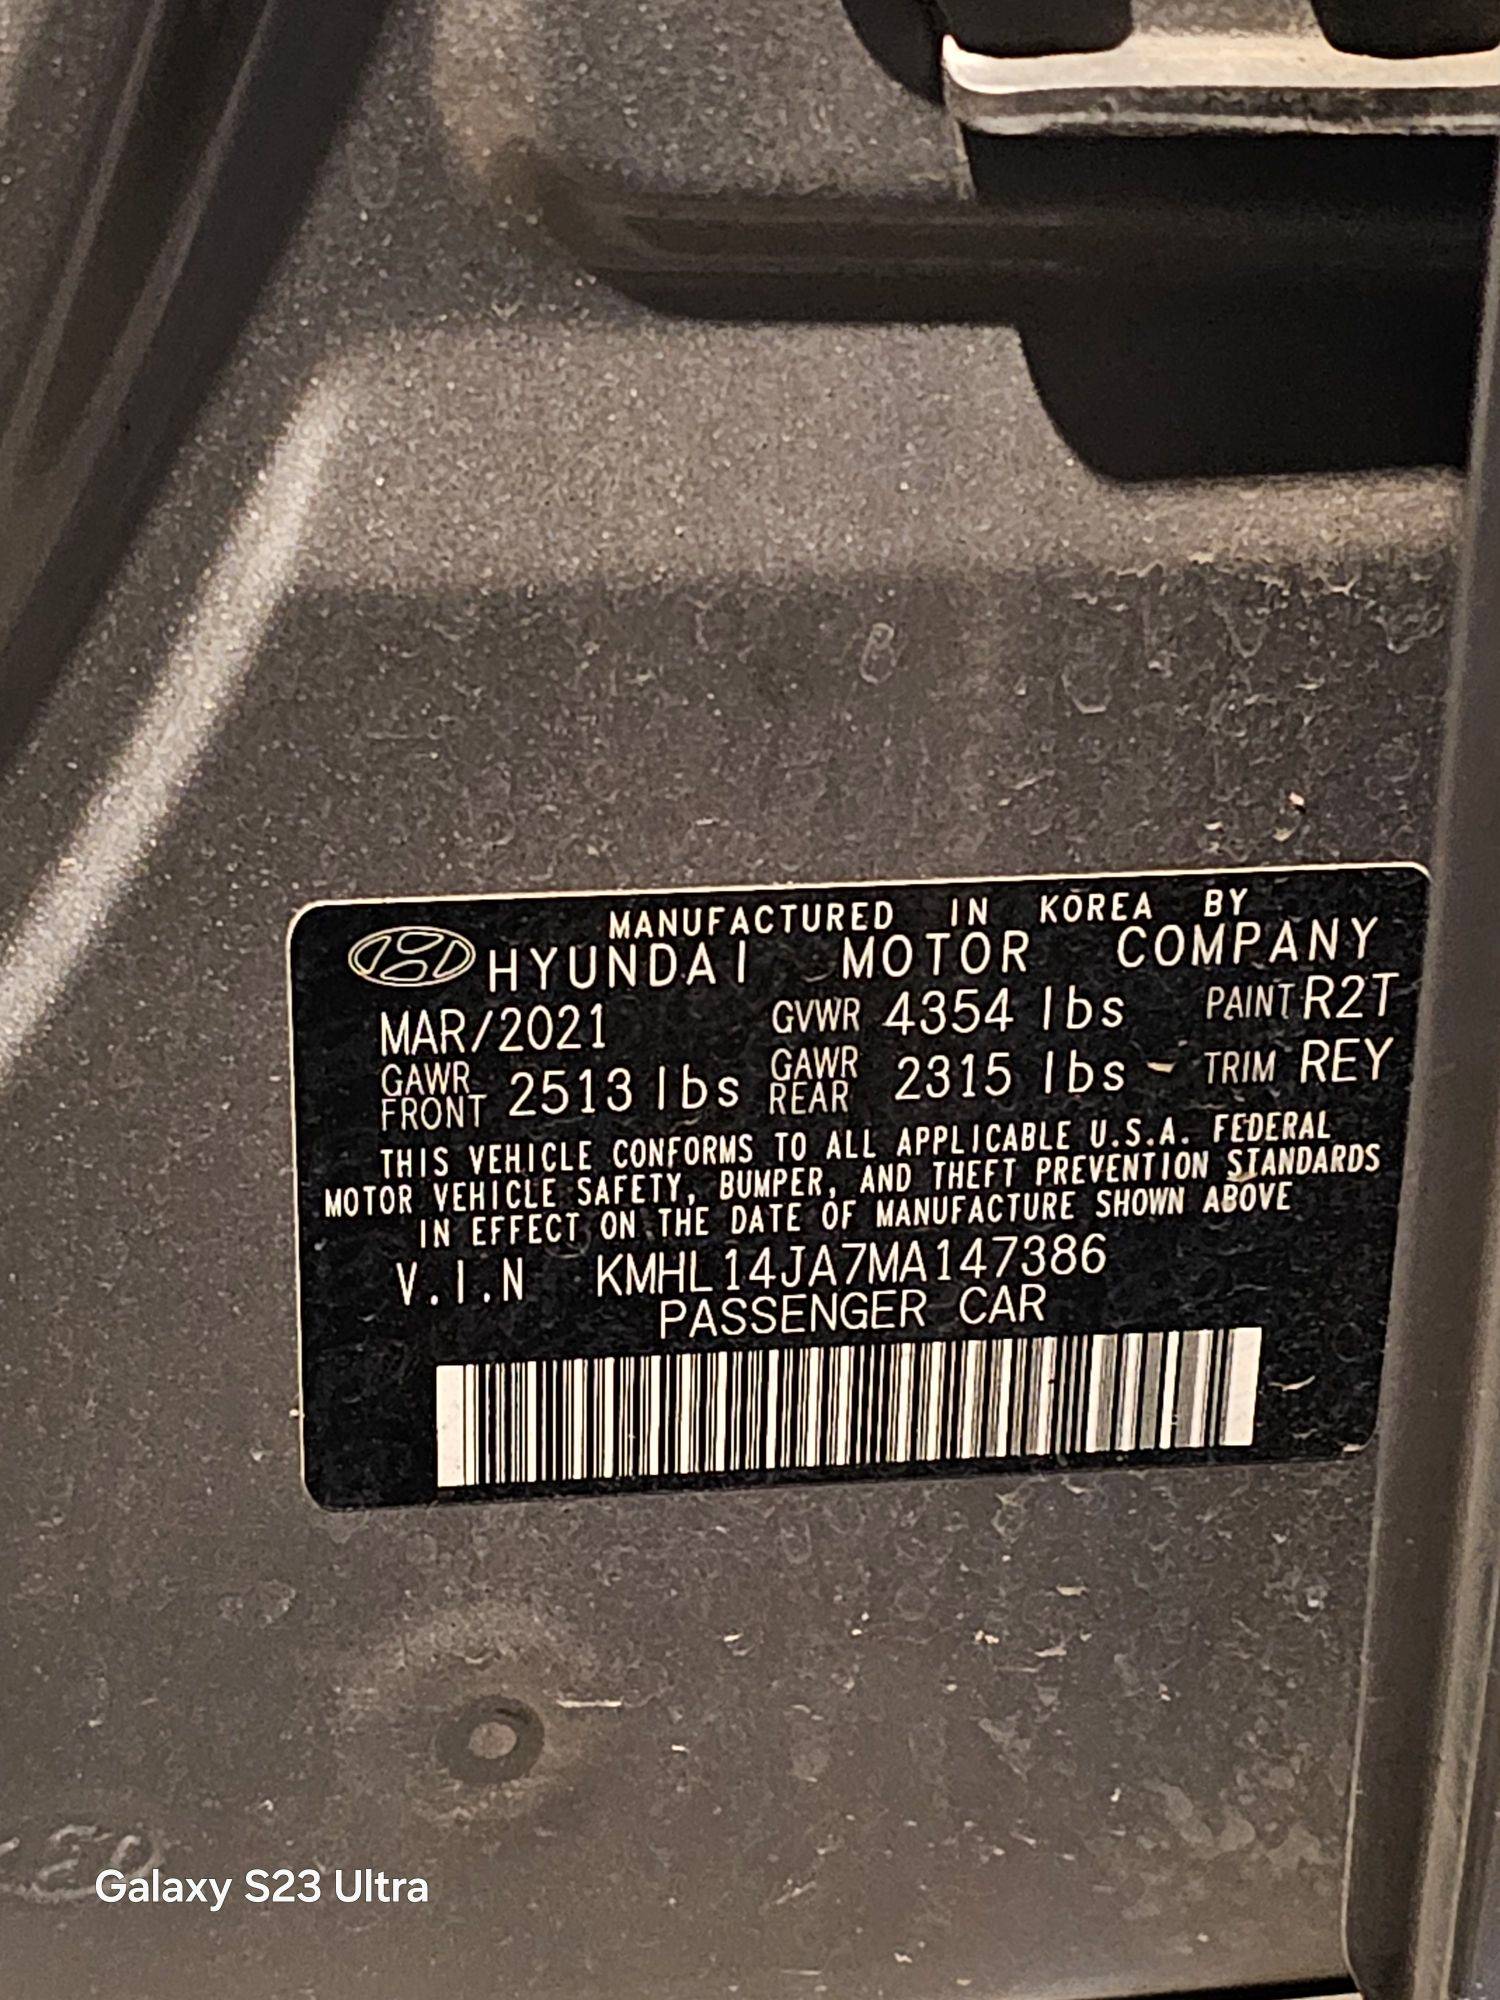 MANUFACTURED IN KOREA BY
HYUNDAI MOTOR COMPANY
MAR/2021 GVWR 4354 lbs PAINT R2T
GAWR FRONT 2513 lbs GAWR REAR 2315 lbs TRIM REY
THIS VEHICLE CONFORMS TO ALL APPLICABLE U.S.A. FEDERAL
MOTOR VEHICLE SAFETY, BUMPER, AND THEFT PREVENTION STANDARDS
IN EFFECT ON THE DATE OF MANUFACTURE SHOWN ABOVE
V.I.N KMHL14JA7MA147386
PASSENGER CAR
Galaxy S23 Ultra